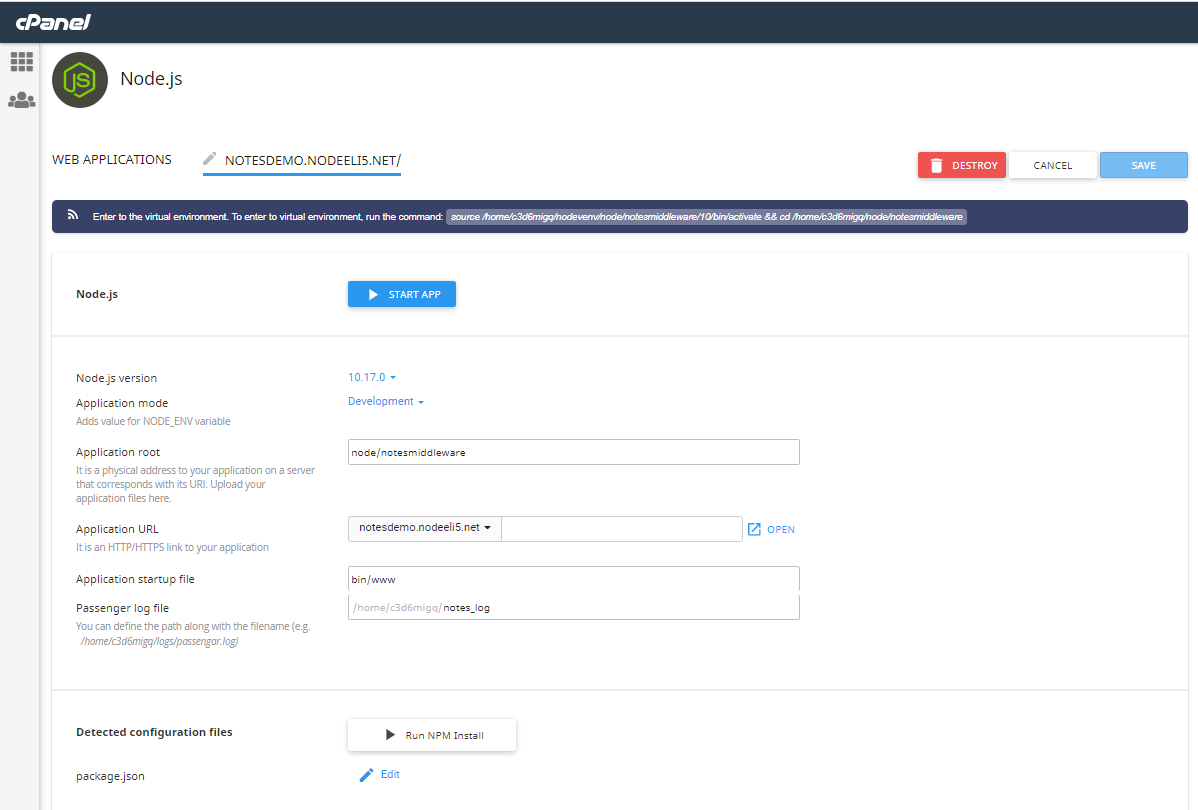 cPanel
JS
Node.js
WEB APPLICATIONS
NOTESDEMO.NODEELI5.NET/
DESTROY
CANCEL
SAVE
Enter to the virtual environment. To enter to virtual environment, run the command: source /home/c3d6migq/nodevenv/node/notesmiddleware/10/bin/activate && cd /home/c3d6migq/node/notesmiddleware
Node.js
START APP
Node.js version
10.17.0
Application mode
Development
Adds value for NODE_ENV variable
Application root
node/notesmiddleware
It is a physical address to your application on a server
that corresponds with its URI. Upload your
application files here.
Application URL
notesdemo.nodeeli5.net
OPEN
It is an HTTP/HTTPS link to your application
Application startup file
bin/www
Passenger log file
/home/c3d6migq/ notes_log
You can define the path along with the filename (e.g.
/home/c3d6migq/logs/passengar.log)
Detected configuration files
Run NPM Install
package.json
Edit